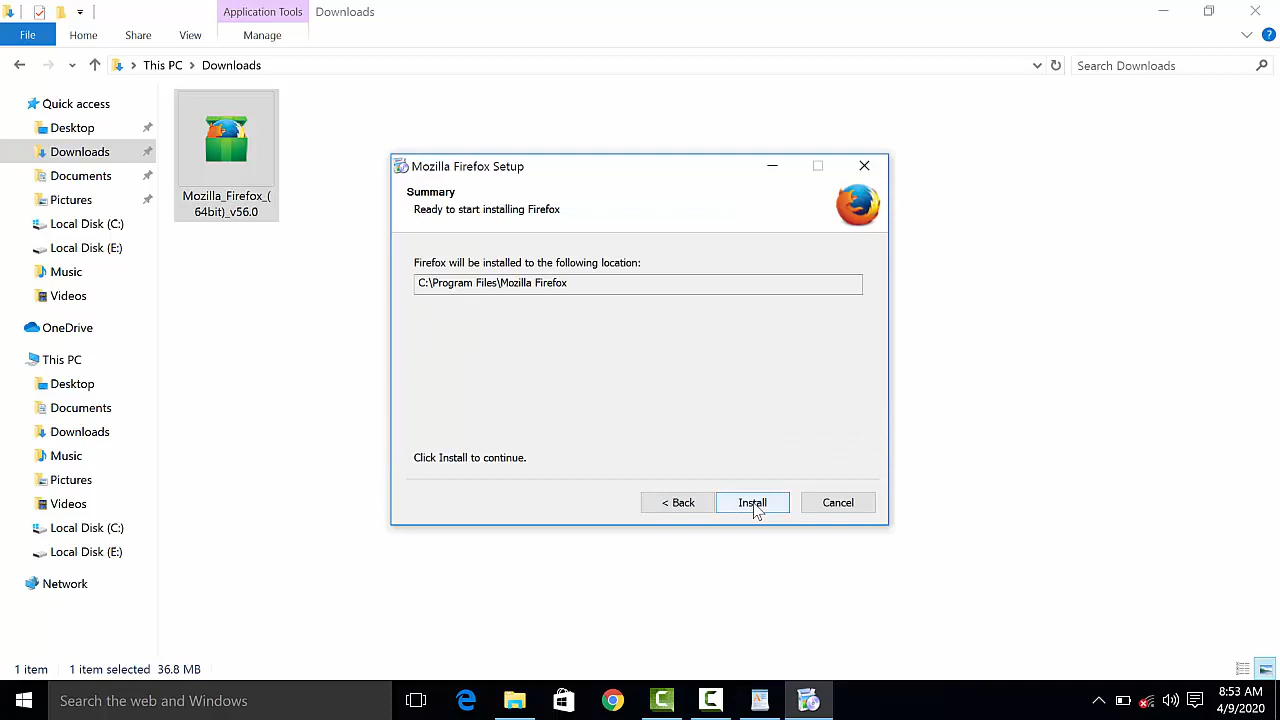 Application Tools
Downloads
File
Home
Share
View
Manage
This PC
Downloads
Search Downloads
Quick access
Desktop
Downloads
Documents
Pictures
Local Disk (C:)
Local Disk (E:)
Music
Videos
OneDrive
This PC
Desktop
Documents
Downloads
Music
Pictures
Videos
Local Disk (C:)
Local Disk (E:)
Network
Mozilla_Firefox_(
64bit)_v56.0
Mozilla Firefox Setup
Summary
Ready to start installing Firefox
Firefox will be installed to the following location:
C:\Program Files\Mozilla Firefox
Click Install to continue.
< Back
Install
Cancel
1 item
1 item selected
36.8 MB
Search the web and Windows
8:53 AM
4/9/2020